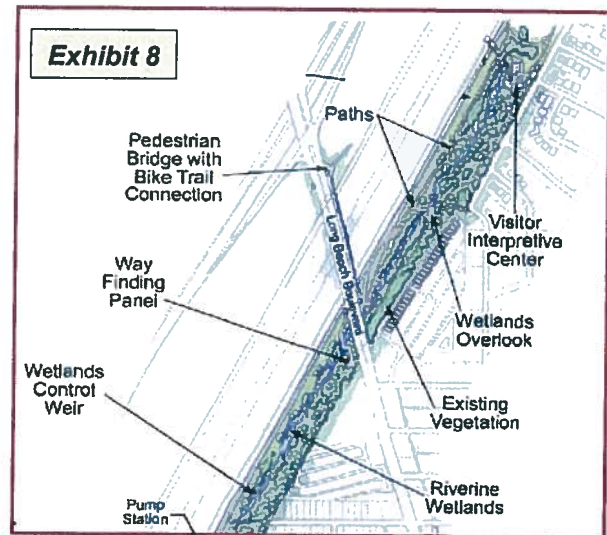 Exhibit 8
Paths
Pedestrian
Bridge with
Bike Trail
Connection
Long Beach Boulevard
Visitor
Interpretive
Center
Way
Finding
Panel
Wetlands
Overlook
Wetlands
Control
Weir
Existing
Vegetation
Riverine
Wetlands
Pump
Station